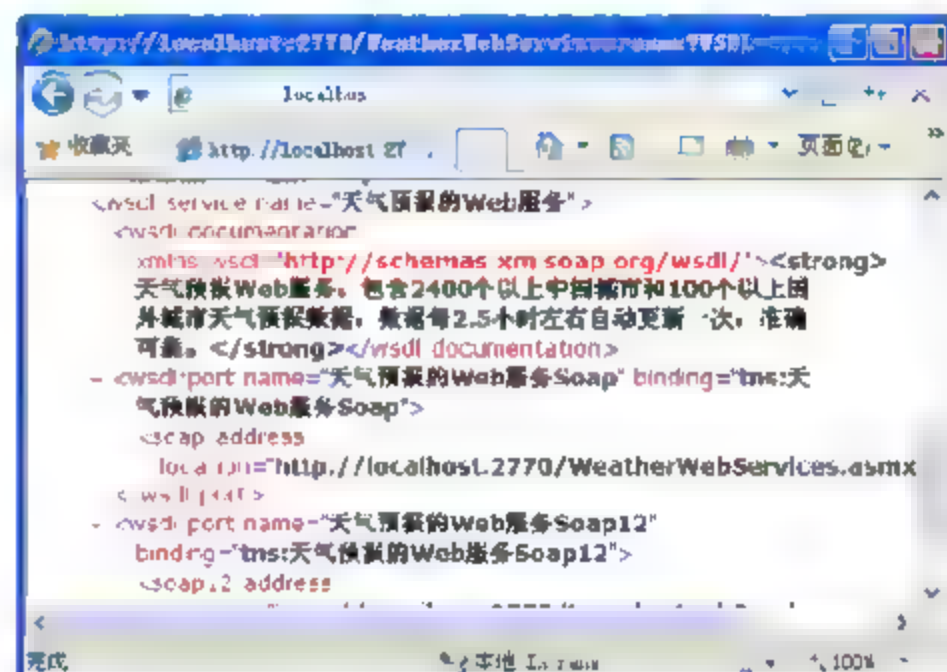 http://localhost:2770/WeatherWebServices.asmx?WSDL
localhos
收藏夹 http://localhost:27 页面(P)
<wsdl:service name="天气预报的Web服务">
<wsdl:documentation
xmlns:wsdl="http://schemas.xmlsoap.org/wsdl/"><strong>
天气预报Web服务。包含2400个以上中国城市和100个以上国
外城市天气预报数据。数据每2.5小时左右自动更新一次，准确
可靠。</strong></wsdl:documentation>
- <wsdl:port name="天气预报的Web服务Soap" binding="tns:天
气预报的Web服务Soap">
<soap:address
location="http://localhost:2770/WeatherWebServices.asmx
</wsdl:port>
- <wsdl:port name="天气预报的Web服务Soap12"
binding="tns:天气预报的Web服务Soap12">
<soap12:address
完成 本地 Intranet 100%